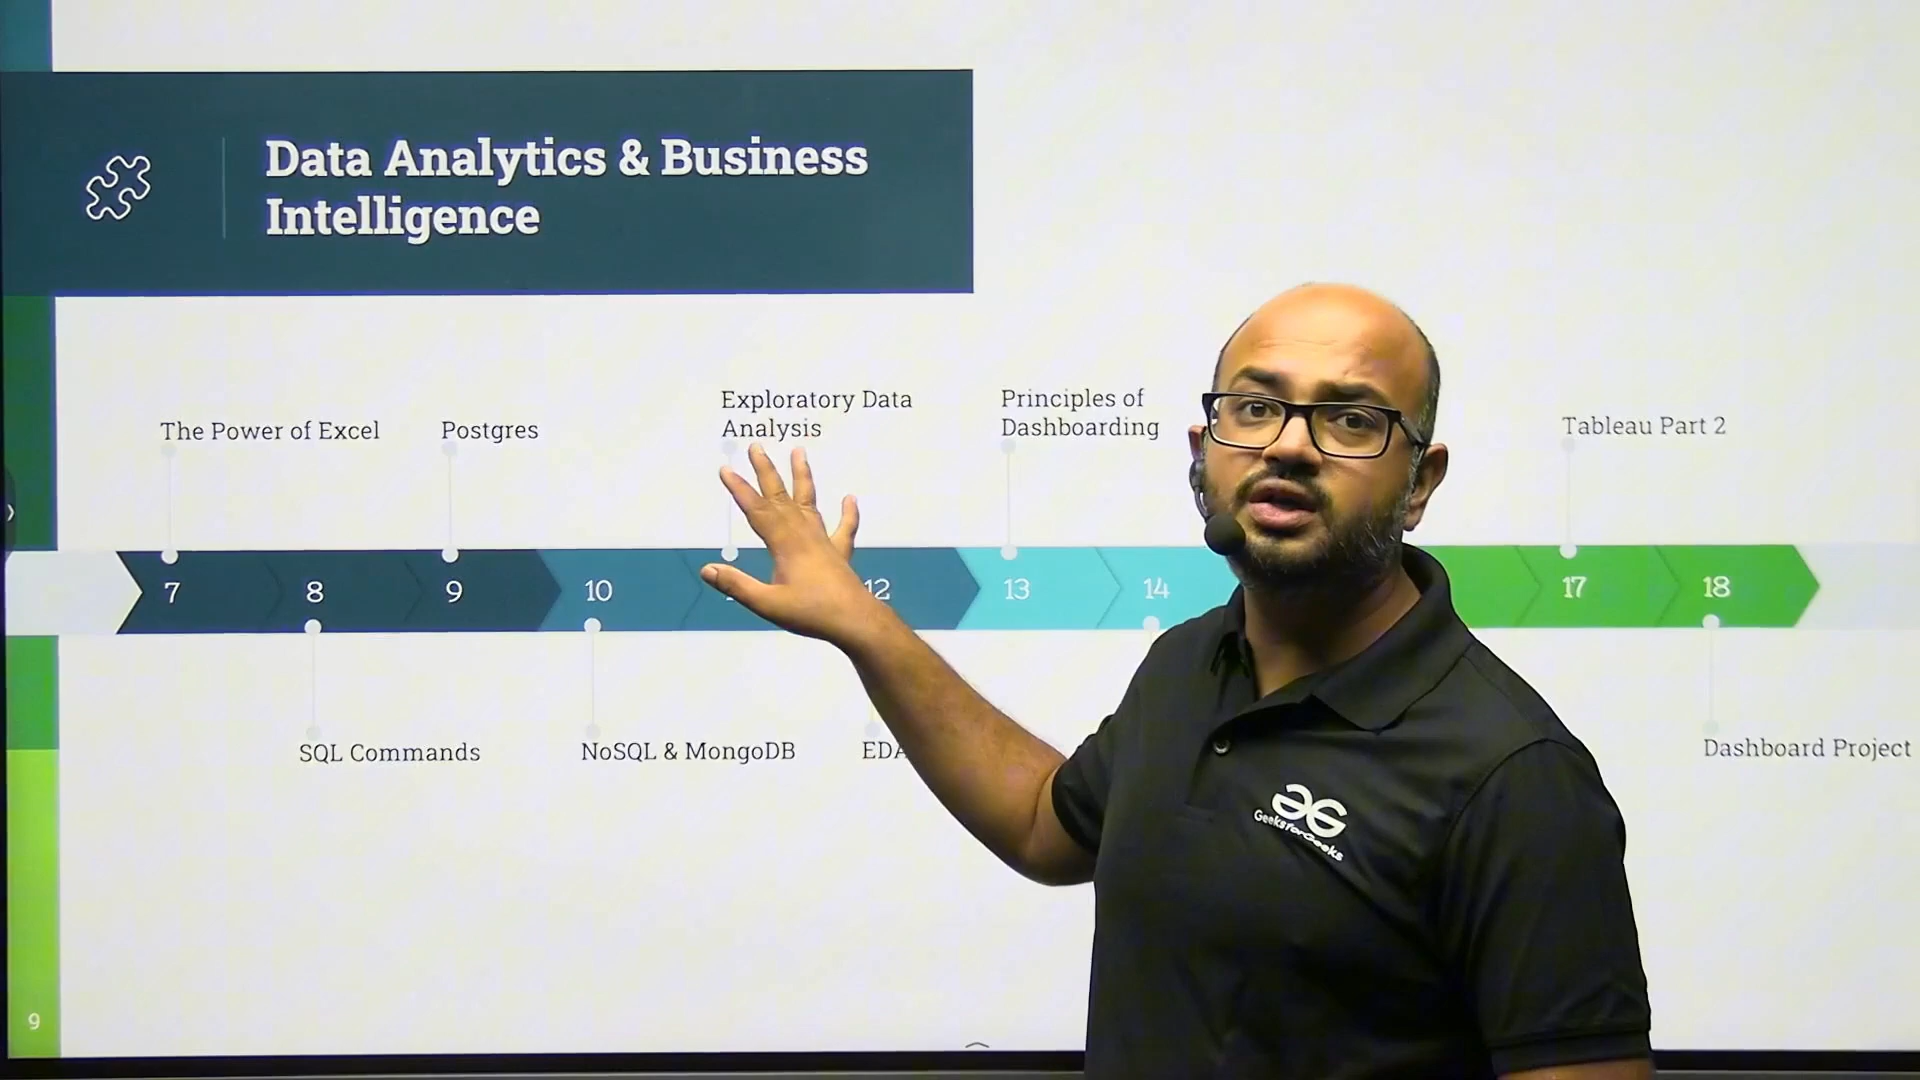 Data Analytics & Business
Intelligence
Exploratory Data
Analysis
Principles of
Dashboarding
The Power of Excel
Postgres
Tableau Part 2
7
8
9
10
12
13
14
17
18
SQL Commands
NoSQL & MongoDB
EDA
Dashboard Project
GeeksforGeeks
9